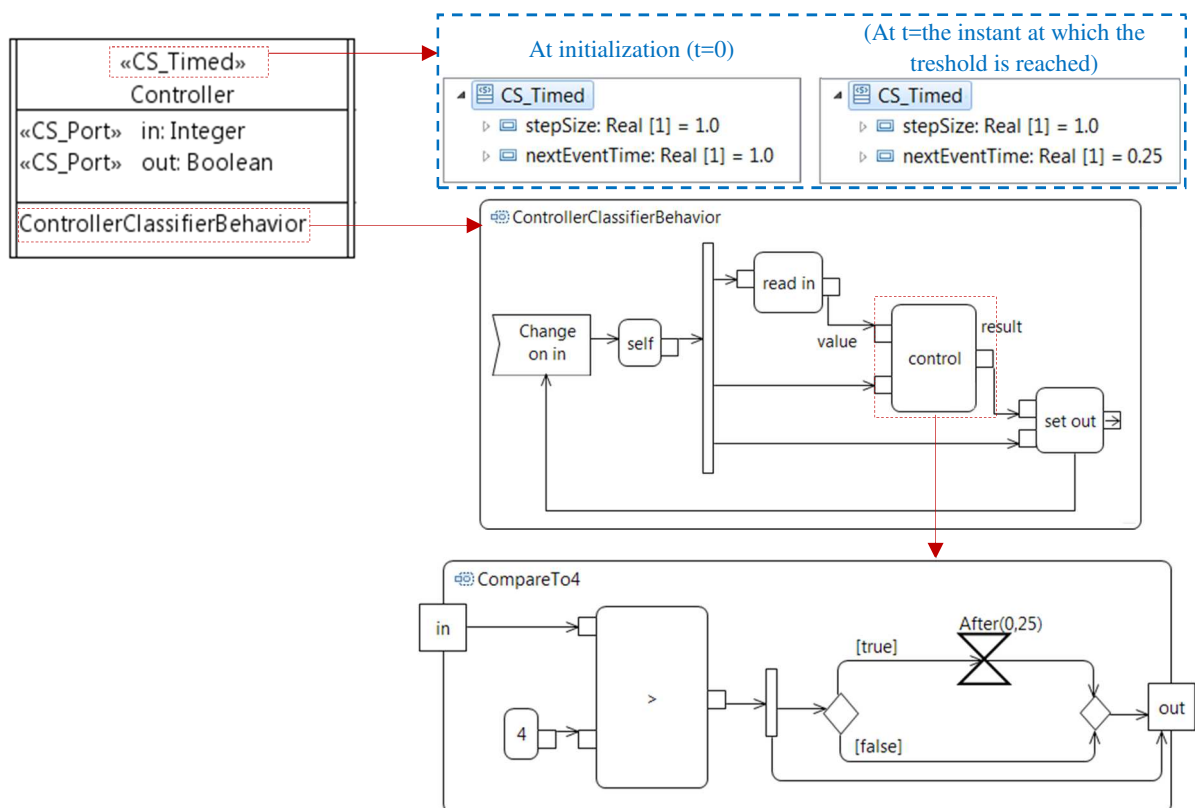 «CS_Timed»
Controller
«CS_Port» in: Integer
«CS_Port» out: Boolean
ControllerClassifierBehavior
At initialization (t=0)
CS_Timed
stepSize: Real [1] = 1.0
nextEventTime: Real [1] = 1.0
(At t=the instant at which the
treshold is reached)
CS_Timed
stepSize: Real [1] = 1.0
nextEventTime: Real [1] = 0.25
ControllerClassifierBehavior
Change
on in
self
read in
value
control
result
set out
CompareTo4
in
4
>
[true]
After(0,25)
[false]
out